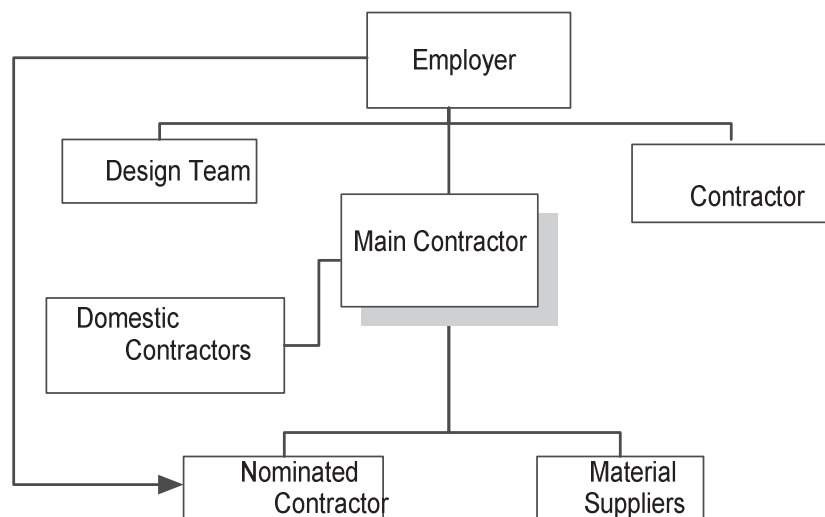 Employer
Design Team
Contractor
Main Contractor
Domestic
Contractors
Nominated
Contractor
Material
Suppliers